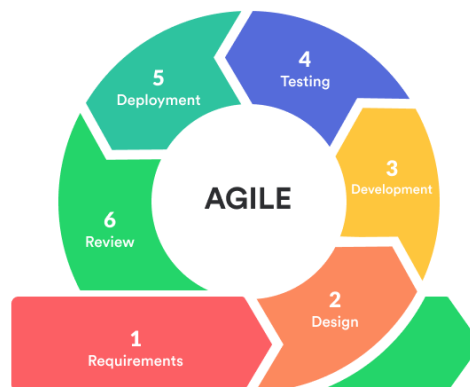 AGILE
1
Requirements
2
Design
3
Development
4
Testing
5
Deployment
6
Review